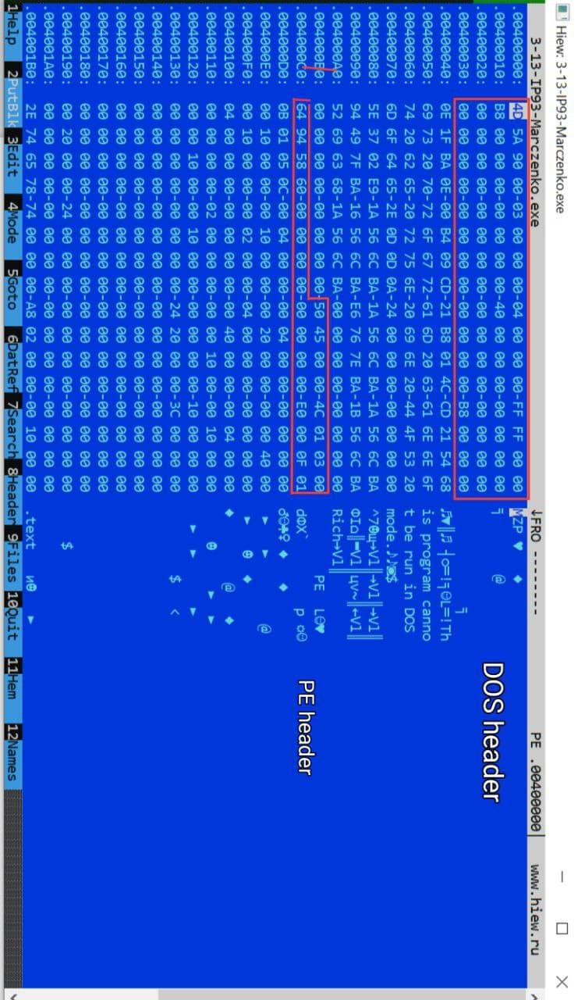 Hiew: 3-13-IP93-Marczenko.exe
3-13-IP93-Marczenko.exe ↓FRO -------- PE .00400000 www.hiew.ru
.00400000: 4D 5A 90 00-03 00 00 00-04 00 00 00-FF FF 00 00 MZP ♥ ♦
.00400010: B8 00 00 00-00 00 00 00-40 00 00 00-00 00 00 00 ╕ @
.00400020: 00 00 00 00-00 00 00 00-00 00 00 00-00 00 00 00
.00400030: 00 00 00 00-00 00 00 00-00 00 00 00-B8 00 00 00 ╕
DOS header
.00400040: 0E 1F BA 0E-00 B4 09 CD-21 B8 01 4C-CD 21 54 68 ♫▼║♫ ┤○═!╕☺L═!Th
.00400050: 69 73 20 70-72 6F 67 72-61 6D 20 63-61 6E 6E 6F is program canno
.00400060: 74 20 62 65-20 72 75 6E-20 69 6E 20-44 4F 53 20 t be run in DOS
.00400070: 6D 6F 64 65-2E 0D 0D 0A-24 00 00 00-00 00 00 00 mode.♪♪◙$
.00400080: 5E 37 02 E9-1A 56 6C BA-1A 56 6C BA-1A 56 6C BA ^7☻щ→Vl║→Vl║→Vl║
.00400090: 94 49 7F BA-16 56 6C BA-E6 76 7E BA-1B 56 6C BA ФI⌂║▬Vl║цv~║←Vl║
.004000A0: 52 69 63 68-1A 56 6C BA-00 00 00 00-00 00 00 00 Rich→Vl║
.004000B0: 00 00 00 00-00 00 00 00-50 45 00 00-4C 01 03 00 PE L☺♥
.004000C0: 64 94 58 60-00 00 00 00-00 00 00 00-E0 00 0F 01 dФX` р ☼☺
PE header
.004000D0: 0B 01 05 0C-00 04 00 00-00 04 00 00-00 00 00 00 ♂☺♣♀ ♦ ♦
.004000E0: 00 10 00 00-00 10 00 00-00 20 00 00-00 00 40 00 ► ► @
.004000F0: 00 10 00 00-00 02 00 00-04 00 00 00-00 00 00 00 ► ☻ ♦
.00400100: 04 00 00 00-00 00 00 00-00 40 00 00-00 04 00 00 ♦ @ ♦
.00400110: 00 00 00 00-02 00 00 00-00 00 10 00-00 10 00 00 ☻ ► ►
.00400120: 00 00 10 00-00 10 00 00-00 00 00 00-10 00 00 00 ► ► ►
.00400130: 00 00 00 00-00 00 00 00-24 20 00 00-3C 00 00 00 $ <
.00400140: 00 00 00 00-00 00 00 00-00 00 00 00-00 00 00 00
.00400150: 00 00 00 00-00 00 00 00-00 00 00 00-00 00 00 00
.00400160: 00 00 00 00-00 00 00 00-00 00 00 00-00 00 00 00
.00400170: 00 00 00 00-00 00 00 00-00 00 00 00-00 00 00 00
.00400180: 00 00 00 00-00 00 00 00-00 00 00 00-00 00 00 00
.00400190: 00 20 00 00-24 00 00 00-00 00 00 00-00 00 00 00 $
.004001A0: 00 00 00 00-00 00 00 00-00 00 00 00-00 00 00 00
.004001B0: 2E 74 65 78-74 00 00 00-A8 02 00 00-00 10 00 00 .text и☻ ►
1Help 2PutBlk 3Edit 4Mode 5Goto 6DatRef 7Search 8Header 9Files 10Quit 11Hem 12Names